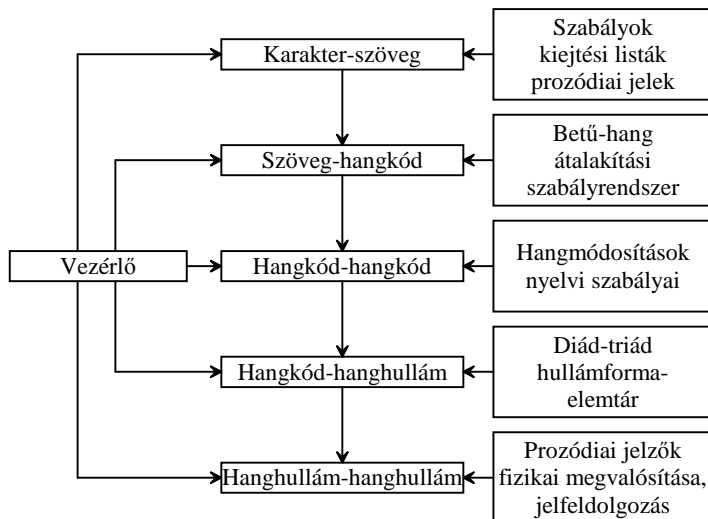 Karakter-szöveg
Szabályok
kiejtési listák
prozódiai jelek
Szöveg-hangkód
Betű-hang
átalakítási
szabályrendszer
Vezérlő
Hangkód-hangkód
Hangmódosítások
nyelvi szabályai
Hangkód-hanghullám
Diád-triád
hullámforma-
elemtár
Hanghullám-hanghullám
Prozódiai jelzők
fizikai megvalósítása,
jelfeldolgozás